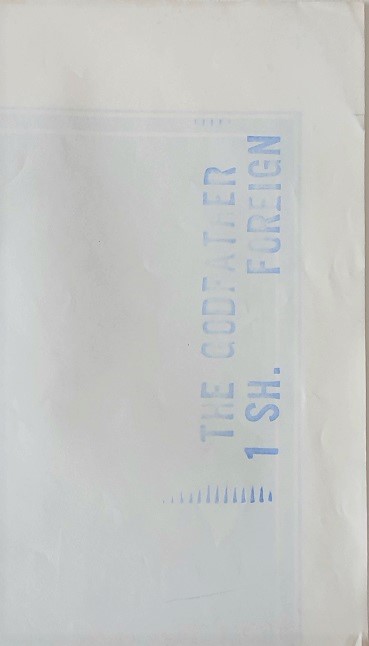 THE GODFATHER
1 SH. FOREIGN